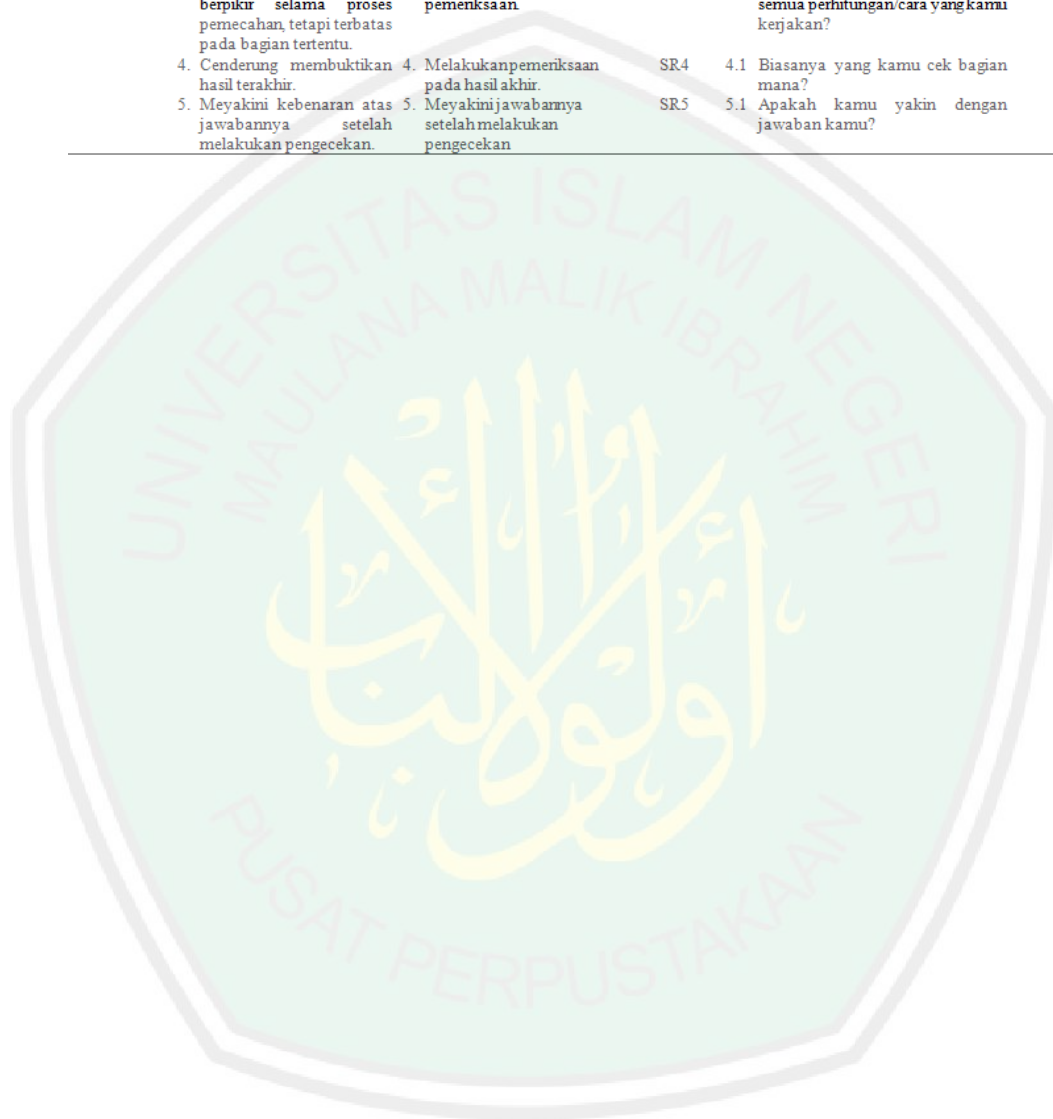 berpikir selama proses pemeriksaan. semua perhitungan/cara yang kamu
pemecahan, tetapi terbatas kerjakan?
pada bagian tertentu.
4. Cenderung membuktikan 4. Melakukan pemeriksaan SR4 4.1 Biasanya yang kamu cek bagian
hasil terakhir. pada hasil akhir. mana?
5. Meyakini kebenaran atas 5. Meyakini jawabannya SR5 5.1 Apakah kamu yakin dengan
jawabannya setelah setelah melakukan jawaban kamu?
melakukan pengecekan. pengecekan
UNIVERSITAS ISLAM NEGERI
MAULANA MALIK IBRAHIM
أولوا الألباب
PUSAT PERPUSTAKAAN